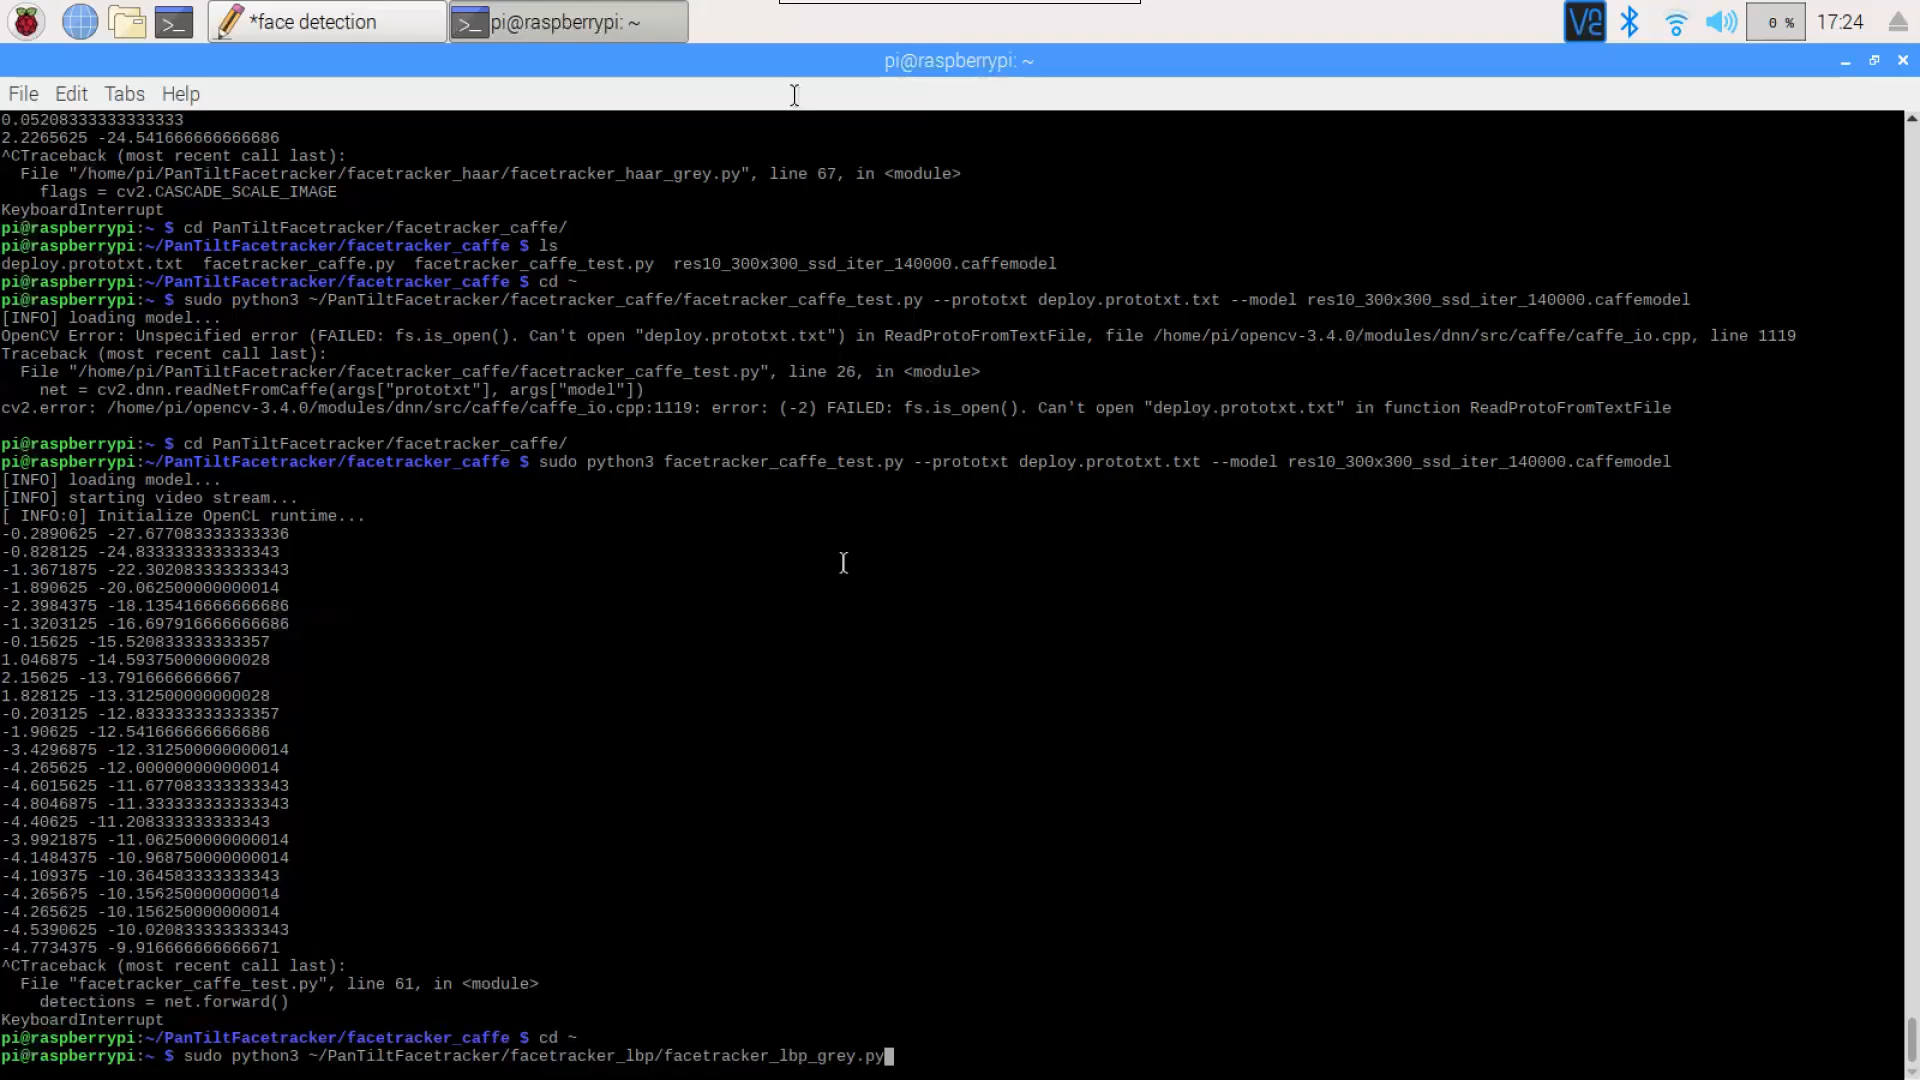 *face detection
pi@raspberrypi: ~
0 %
17:24
pi@raspberrypi: ~
File Edit Tabs Help
0.05208333333333333
2.2265625 -24.541666666666686
^CTraceback (most recent call last):
File "/home/pi/PanTiltFacetracker/facetracker_haar/facetracker_haar_grey.py", line 67, in <module>
flags = cv2.CASCADE_SCALE_IMAGE
KeyboardInterrupt
pi@raspberrypi:~ $ cd PanTiltFacetracker/facetracker_caffe/
pi@raspberrypi:~/PanTiltFacetracker/facetracker_caffe $ ls
deploy.prototxt.txt facetracker_caffe.py facetracker_caffe_test.py res10_300x300_ssd_iter_140000.caffemodel
pi@raspberrypi:~/PanTiltFacetracker/facetracker_caffe $ cd ~
pi@raspberrypi:~ $ sudo python3 ~/PanTiltFacetracker/facetracker_caffe/facetracker_caffe_test.py --prototxt deploy.prototxt.txt --model res10_300x300_ssd_iter_140000.caffemodel
[INFO] loading model...
OpenCV Error: Unspecified error (FAILED: fs.is_open(). Can't open "deploy.prototxt.txt") in ReadProtoFromTextFile, file /home/pi/opencv-3.4.0/modules/dnn/src/caffe/caffe_io.cpp, line 1119
Traceback (most recent call last):
File "/home/pi/PanTiltFacetracker/facetracker_caffe/facetracker_caffe_test.py", line 26, in <module>
net = cv2.dnn.readNetFromCaffe(args["prototxt"], args["model"])
cv2.error: /home/pi/opencv-3.4.0/modules/dnn/src/caffe/caffe_io.cpp:1119: error: (-2) FAILED: fs.is_open(). Can't open "deploy.prototxt.txt" in function ReadProtoFromTextFile
pi@raspberrypi:~ $ cd PanTiltFacetracker/facetracker_caffe/
pi@raspberrypi:~/PanTiltFacetracker/facetracker_caffe $ sudo python3 facetracker_caffe_test.py --prototxt deploy.prototxt.txt --model res10_300x300_ssd_iter_140000.caffemodel
[INFO] loading model...
[INFO] starting video stream...
[ INFO:0] Initialize OpenCL runtime...
-0.2890625 -27.677083333333336
-0.828125 -24.833333333333343
-1.3671875 -22.302083333333343
-1.890625 -20.062500000000014
-2.3984375 -18.135416666666686
-1.3203125 -16.697916666666686
-0.15625 -15.520833333333357
1.046875 -14.593750000000028
2.15625 -13.7916666666667
1.828125 -13.312500000000028
-0.203125 -12.833333333333357
-1.90625 -12.541666666666686
-3.4296875 -12.312500000000014
-4.265625 -12.000000000000014
-4.6015625 -11.677083333333343
-4.8046875 -11.333333333333343
-4.40625 -11.208333333333343
-3.9921875 -11.062500000000014
-4.1484375 -10.968750000000014
-4.109375 -10.364583333333343
-4.265625 -10.156250000000014
-4.265625 -10.156250000000014
-4.5390625 -10.020833333333343
-4.7734375 -9.916666666666671
^CTraceback (most recent call last):
File "facetracker_caffe_test.py", line 61, in <module>
detections = net.forward()
KeyboardInterrupt
pi@raspberrypi:~/PanTiltFacetracker/facetracker_caffe $ cd ~
pi@raspberrypi:~ $ sudo python3 ~/PanTiltFacetracker/facetracker_lbp/facetracker_lbp_grey.py